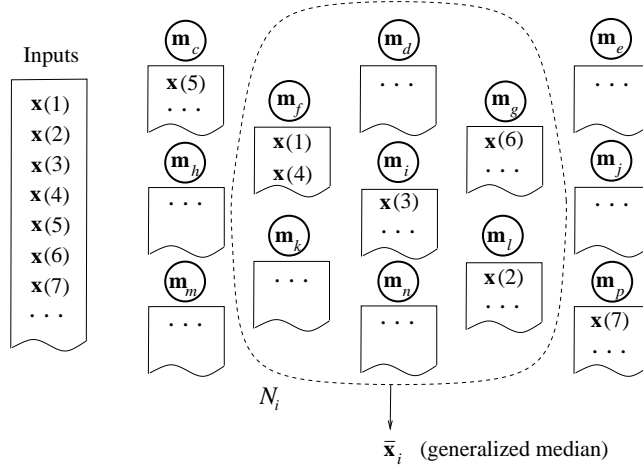 Inputs
x(1)
x(2)
x(3)
x(4)
x(5)
x(6)
x(7)
· · ·
m_c
x(5)
· · ·
m_d
· · ·
m_e
· · ·
m_f
x(1)
x(4)
m_g
x(6)
· · ·
m_h
· · ·
m_i
x(3)
· · ·
m_j
· · ·
m_k
· · ·
m_l
x(2)
· · ·
m_m
· · ·
m_n
· · ·
m_p
x(7)
· · ·
N_i
x̄_i (generalized median)